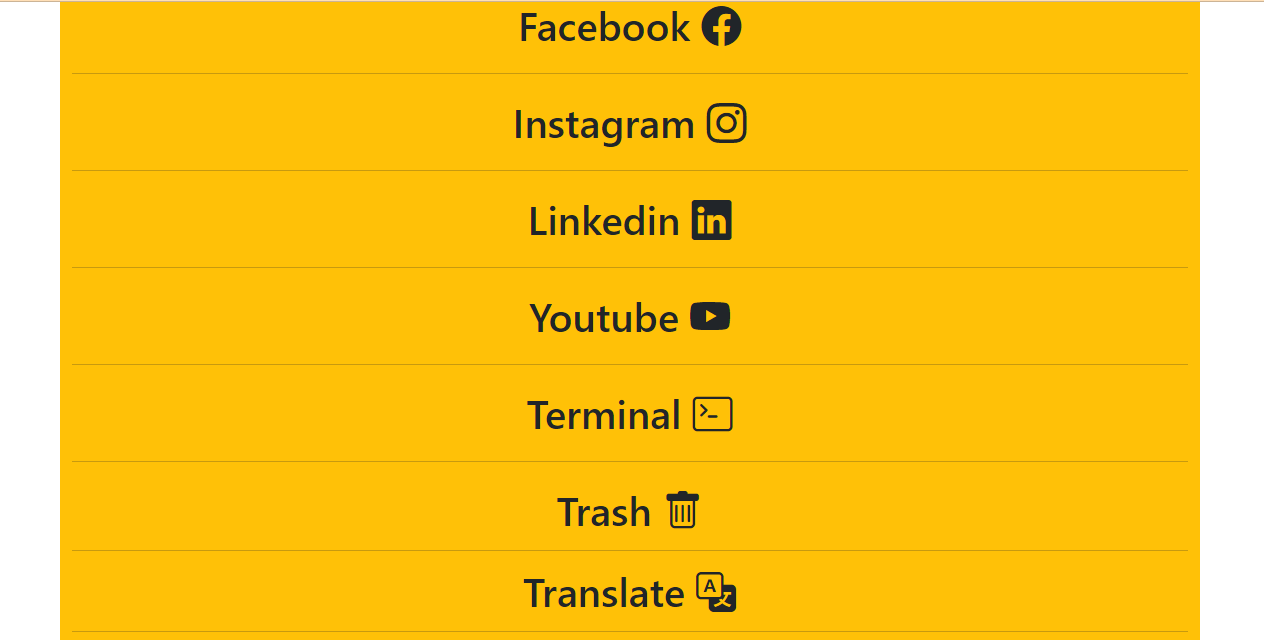 Facebook
Instagram
Linkedin
Youtube
Terminal
Trash
Translate